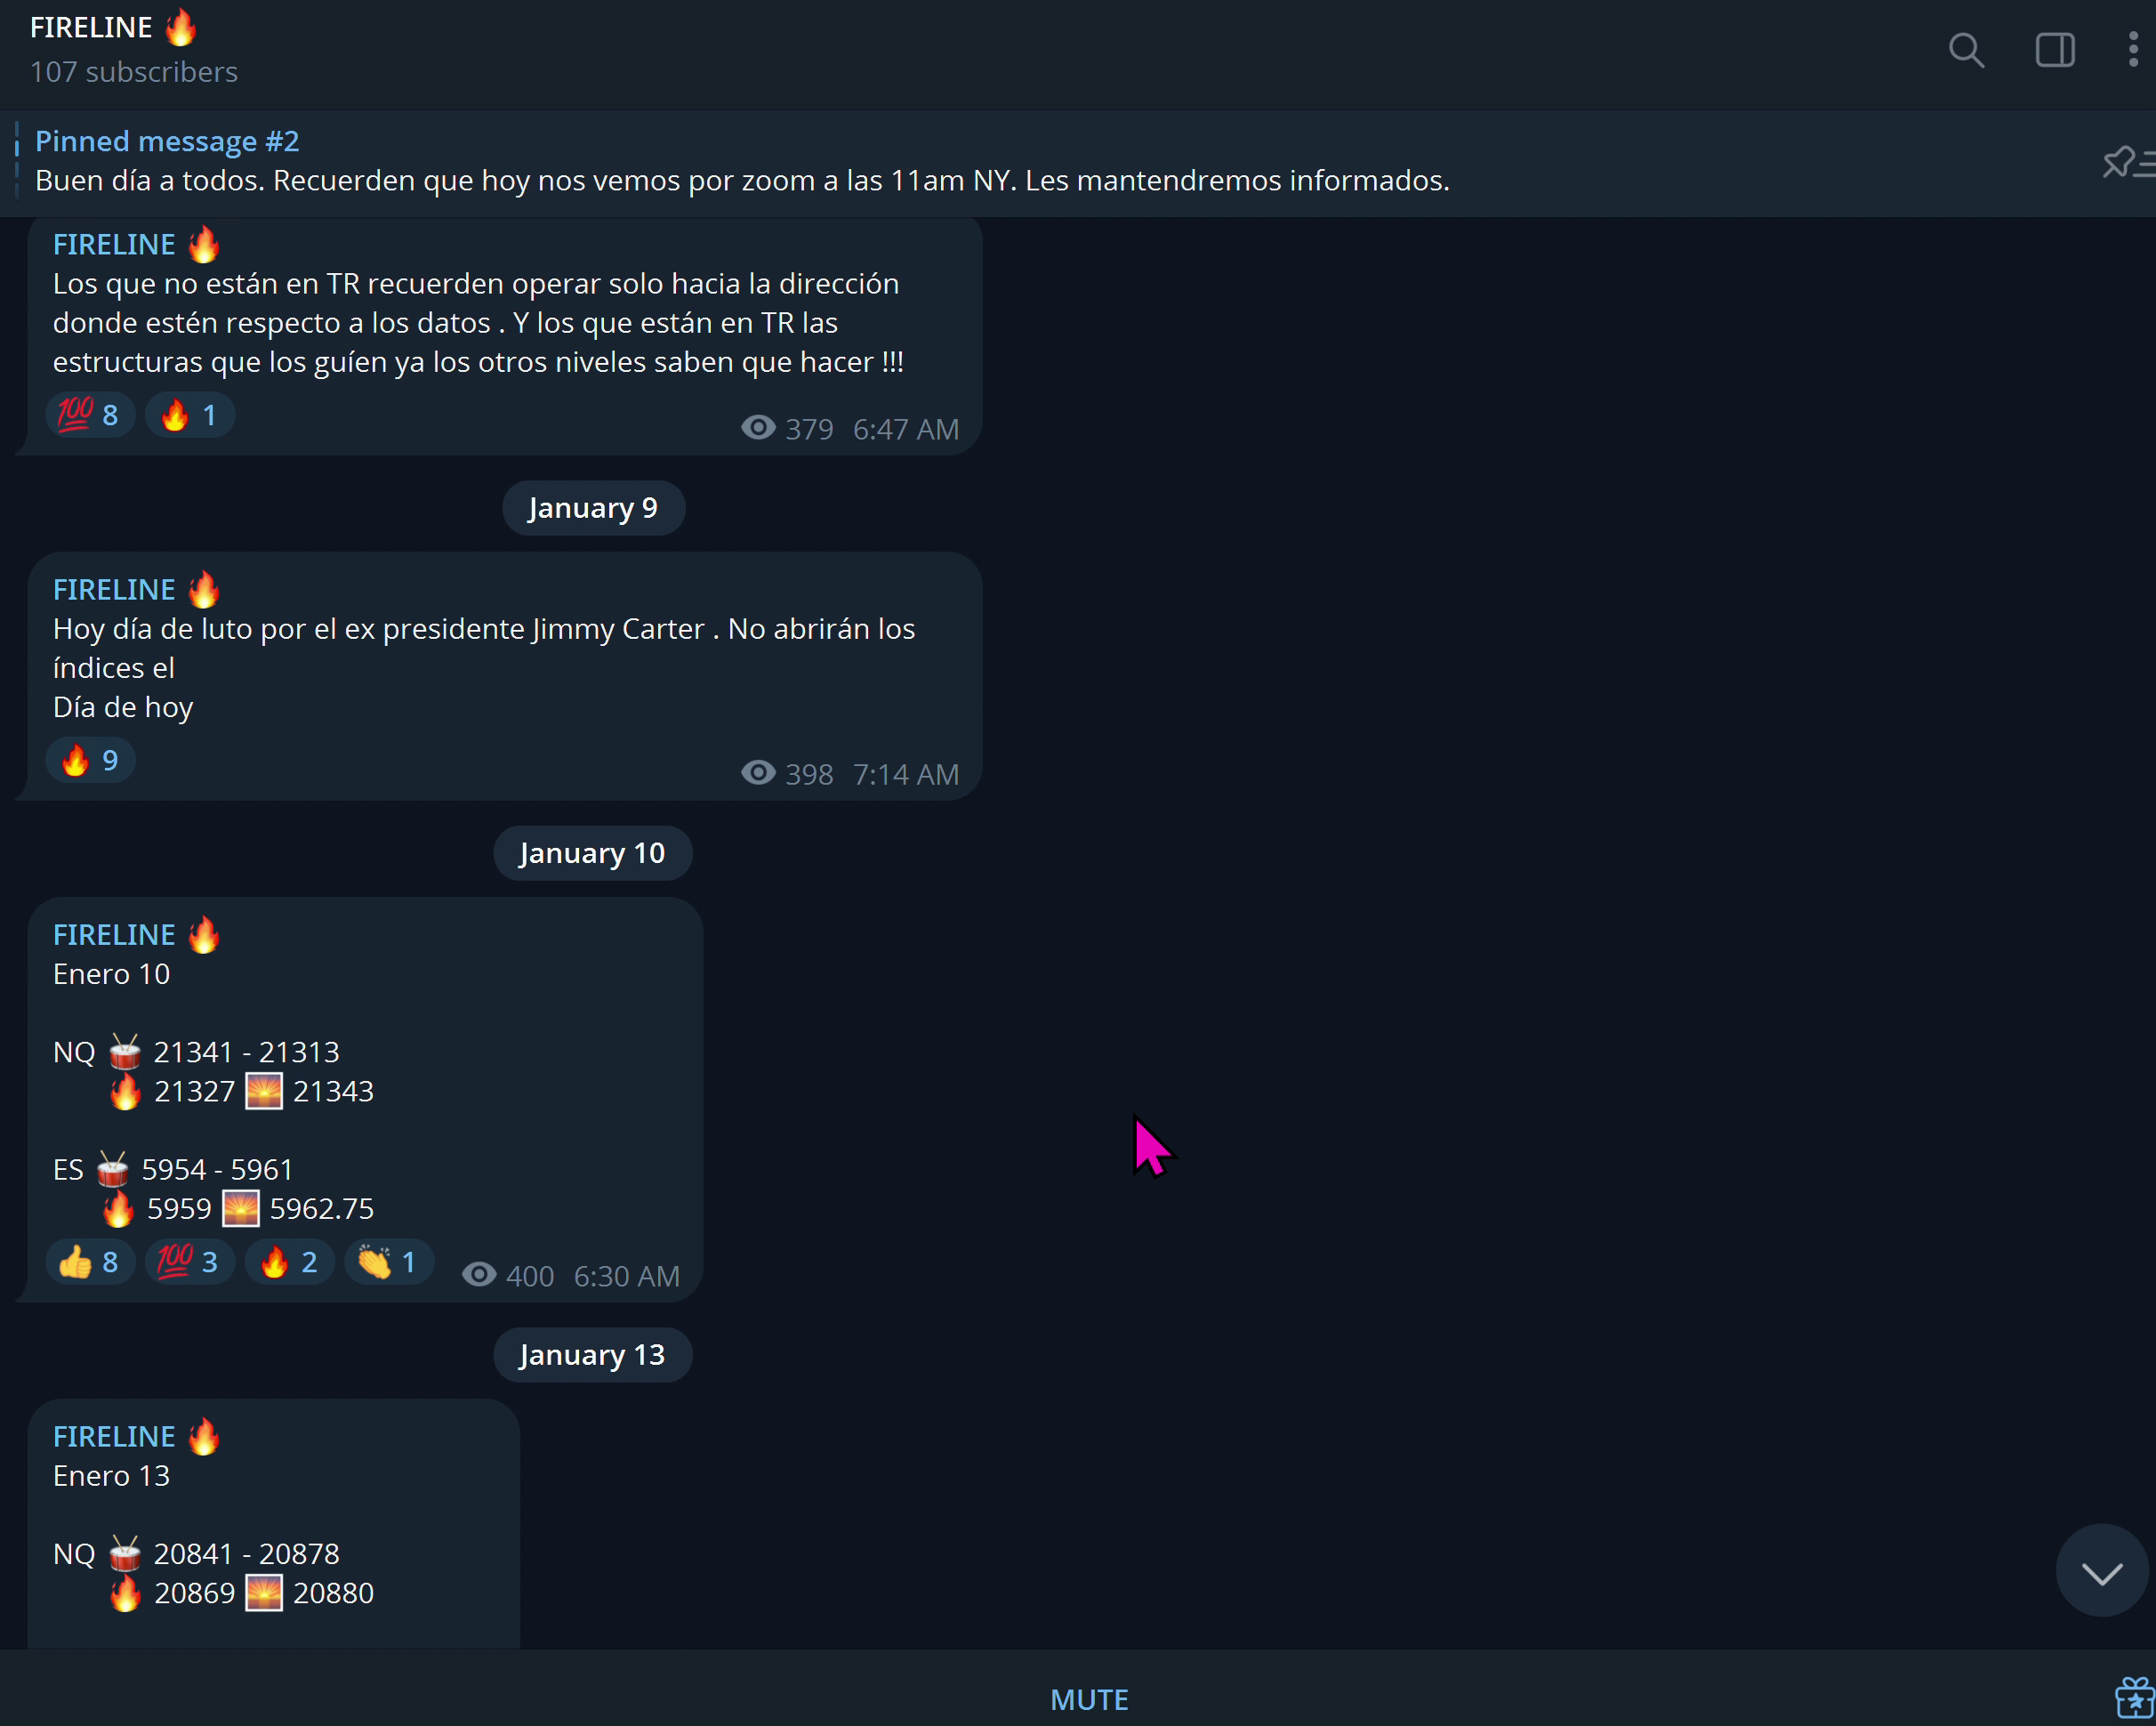 FIRELINE 🔥
107 subscribers
Pinned message #2
Buen día a todos. Recuerden que hoy nos vemos por zoom a las 11am NY. Les mantendremos informados.
FIRELINE 🔥
Los que no están en TR recuerden operar solo hacia la dirección
donde estén respecto a los datos . Y los que están en TR las
estructuras que los guíen ya los otros niveles saben que hacer !!!
💯 8 🔥 1 379 6:47 AM
January 9
FIRELINE 🔥
Hoy día de luto por el ex presidente Jimmy Carter . No abrirán los
índices el
Día de hoy
🔥 9 398 7:14 AM
January 10
FIRELINE 🔥
Enero 10
NQ 🥁 21341 - 21313
🔥 21327 🌅 21343
ES 🥁 5954 - 5961
🔥 5959 🌅 5962.75
👍 8 💯 3 🔥 2 👏 1 400 6:30 AM
January 13
FIRELINE 🔥
Enero 13
NQ 🥁 20841 - 20878
🔥 20869 🌅 20880
MUTE